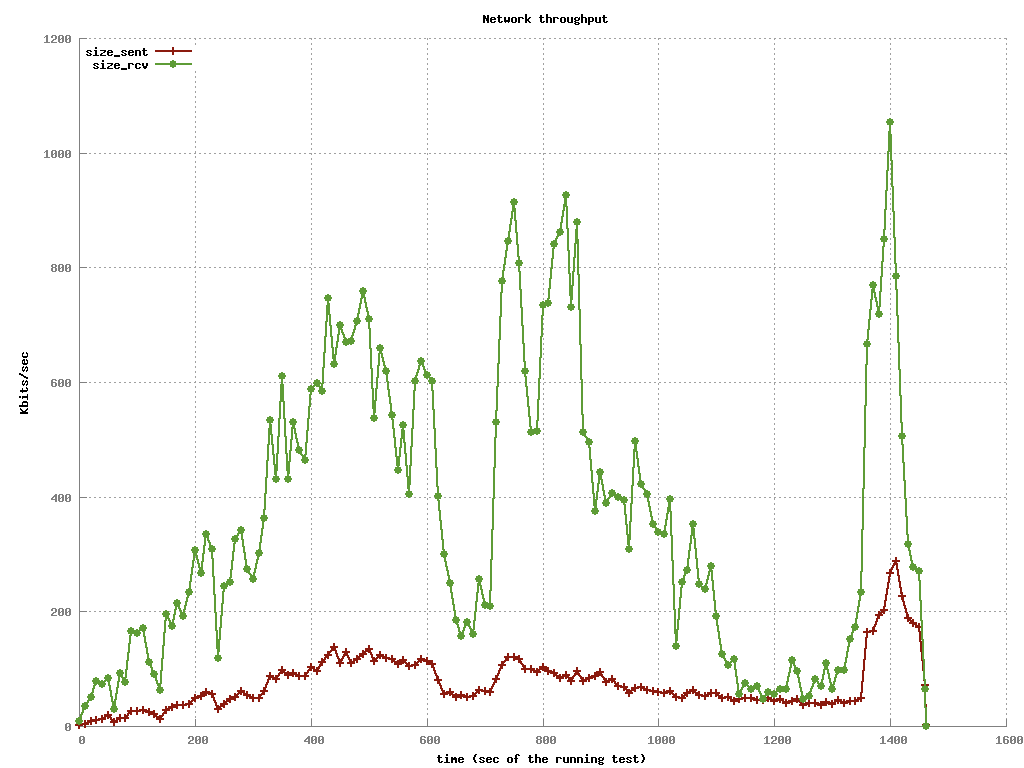 Network throughput
size_sent
size_rcv
1200
1000
800
600
400
200
0
Kbits/sec
0 200 400 600 800 1000 1200 1400 1600
time (sec of the running test)